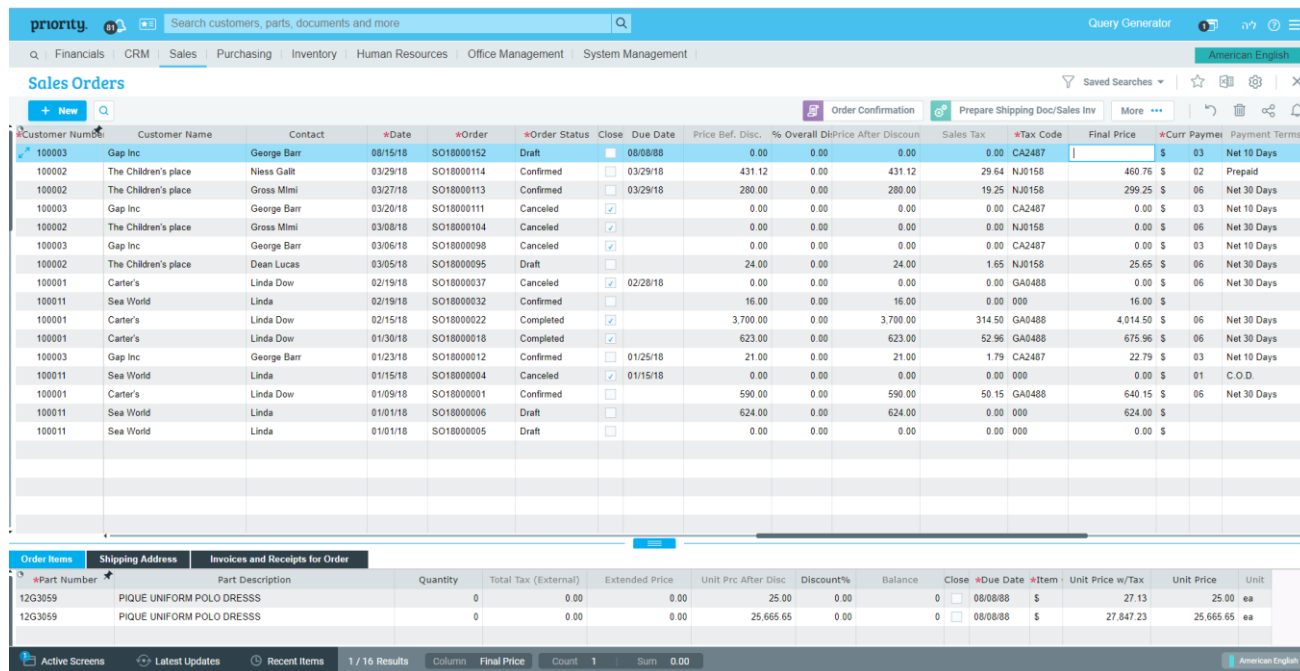 priority. 81 Search customers, parts, documents and more Query Generator 1 ליה
Financials CRM Sales Purchasing Inventory Human Resources Office Management System Management American English
Sales Orders Saved Searches
+ New Order Confirmation Prepare Shipping Doc/Sales Inv More •••
*Customer Number Customer Name Contact *Date *Order *Order Status Close Due Date Price Bef. Disc. % Overall Di Price After Discoun Sales Tax *Tax Code Final Price *Curr Paymen Payment Terms
100003 Gap Inc George Barr 08/15/18 SO18000152 Draft 08/08/88 0.00 0.00 0.00 0.00 CA2487 $ 03 Net 10 Days
100002 The Children's place Niess Galit 03/29/18 SO18000114 Confirmed 03/29/18 431.12 0.00 431.12 29.64 NJ0158 460.76 $ 02 Prepaid
100002 The Children's place Gross MImi 03/27/18 SO18000113 Confirmed 03/29/18 280.00 0.00 280.00 19.25 NJ0158 299.25 $ 06 Net 30 Days
100003 Gap Inc George Barr 03/20/18 SO18000111 Canceled 0.00 0.00 0.00 0.00 CA2487 0.00 $ 03 Net 10 Days
100002 The Children's place Gross MImi 03/08/18 SO18000104 Canceled 0.00 0.00 0.00 0.00 NJ0158 0.00 $ 06 Net 30 Days
100003 Gap Inc George Barr 03/06/18 SO18000098 Canceled 0.00 0.00 0.00 0.00 CA2487 0.00 $ 03 Net 10 Days
100002 The Children's place Dean Lucas 03/05/18 SO18000095 Draft 24.00 0.00 24.00 1.65 NJ0158 25.65 $ 06 Net 30 Days
100001 Carter's Linda Dow 02/19/18 SO18000037 Canceled 02/28/18 0.00 0.00 0.00 0.00 GA0488 0.00 $ 06 Net 30 Days
100011 Sea World Linda 02/19/18 SO18000032 Confirmed 16.00 0.00 16.00 0.00 000 16.00 $
100001 Carter's Linda Dow 02/15/18 SO18000022 Completed 3,700.00 0.00 3,700.00 314.50 GA0488 4,014.50 $ 06 Net 30 Days
100001 Carter's Linda Dow 01/30/18 SO18000018 Completed 623.00 0.00 623.00 52.96 GA0488 675.96 $ 06 Net 30 Days
100003 Gap Inc George Barr 01/23/18 SO18000012 Confirmed 01/25/18 21.00 0.00 21.00 1.79 CA2487 22.79 $ 03 Net 10 Days
100011 Sea World Linda 01/15/18 SO18000004 Canceled 01/15/18 0.00 0.00 0.00 0.00 000 0.00 $ 01 C.O.D.
100001 Carter's Linda Dow 01/09/18 SO18000001 Confirmed 590.00 0.00 590.00 50.15 GA0488 640.15 $ 06 Net 30 Days
100011 Sea World Linda 01/01/18 SO18000006 Draft 624.00 0.00 624.00 0.00 000 624.00 $
100011 Sea World Linda 01/01/18 SO18000005 Draft 0.00 0.00 0.00 0.00 000 0.00 $
Order Items Shipping Address Invoices and Receipts for Order
*Part Number Part Description Quantity Total Tax (External) Extended Price Unit Prc After Disc Discount% Balance Close *Due Date *Item Unit Price w/Tax Unit Price Unit
12G3059 PIQUE UNIFORM POLO DRESSS 0 0.00 0.00 25.00 0.00 0 08/08/88 $ 27.13 25.00 ea
12G3059 PIQUE UNIFORM POLO DRESSS 0 0.00 0.00 25,665.65 0.00 0 08/08/88 $ 27,847.23 25,665.65 ea
1 Active Screens Latest Updates Recent Items 1 / 16 Results Column Final Price Count 1 Sum 0.00 American English